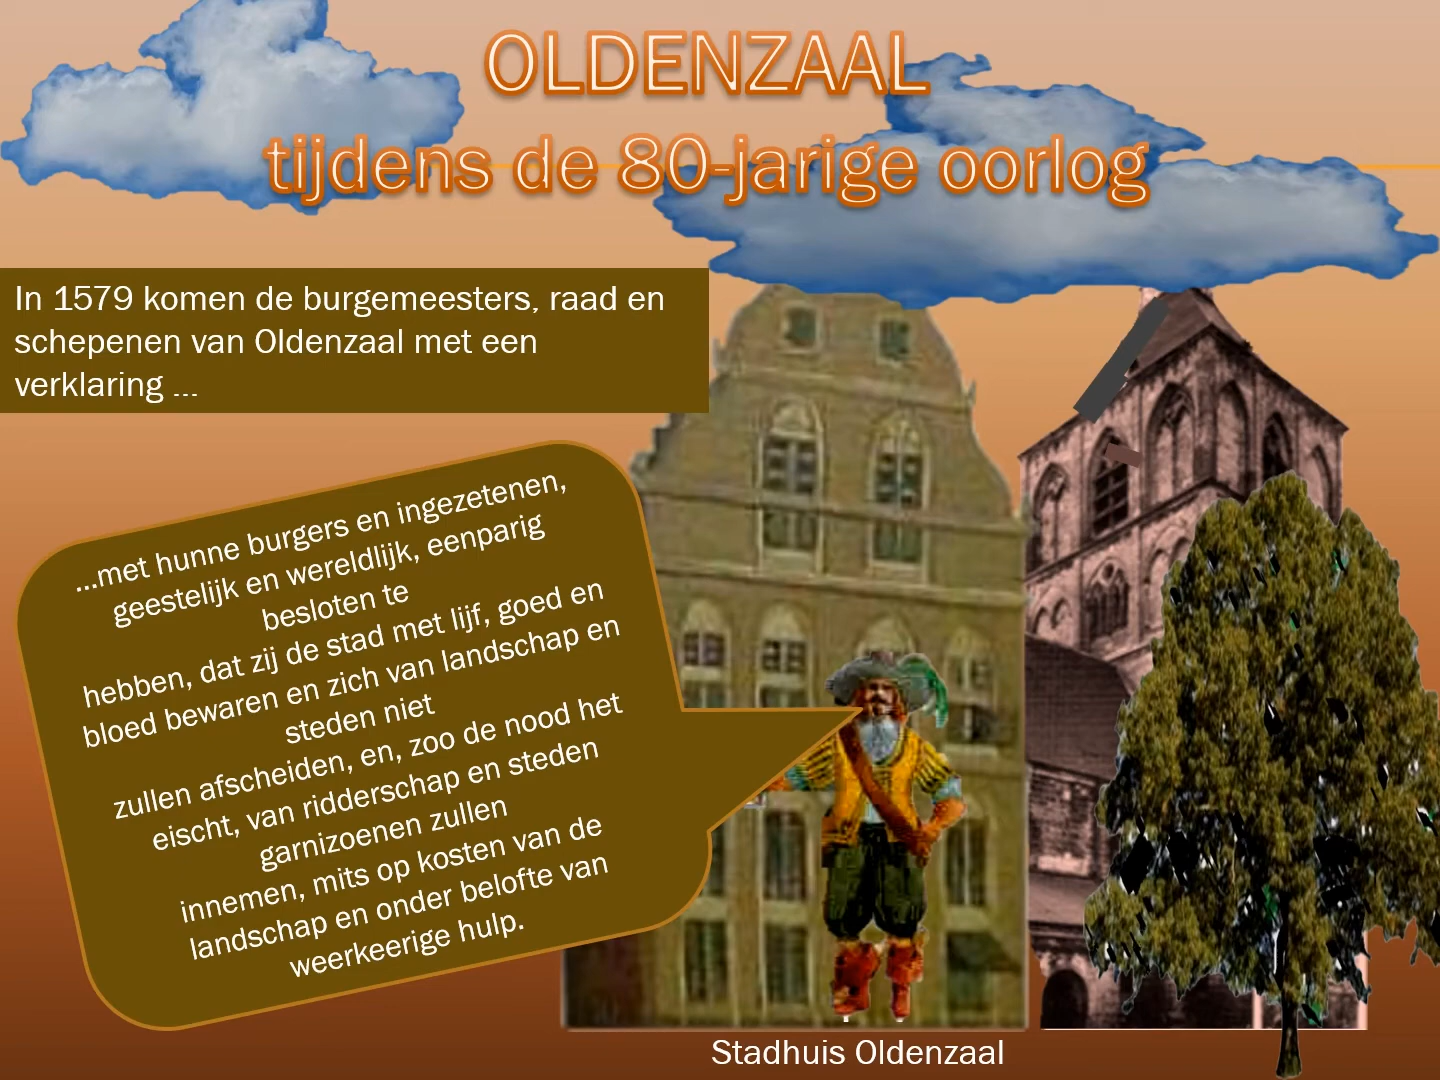 OLDENZAAL
tijdens de 80-jarige oorlog
In 1579 komen de burgemeesters, raad en
schepenen van Oldenzaal met een
verklaring ...
...met hunne burgers en ingezetenen,
geestelijk en wereldlijk, eenparig
besloten te
hebben, dat zij de stad met lijf, goed en
bloed bewaren en zich van landschap en
steden niet
zullen afscheiden, en, zoo de nood het
eischt, van ridderschap en steden
garnizoenen zullen
innemen, mits op kosten van de
landschap en onder belofte van
weerkeerige hulp.
Stadhuis Oldenzaal